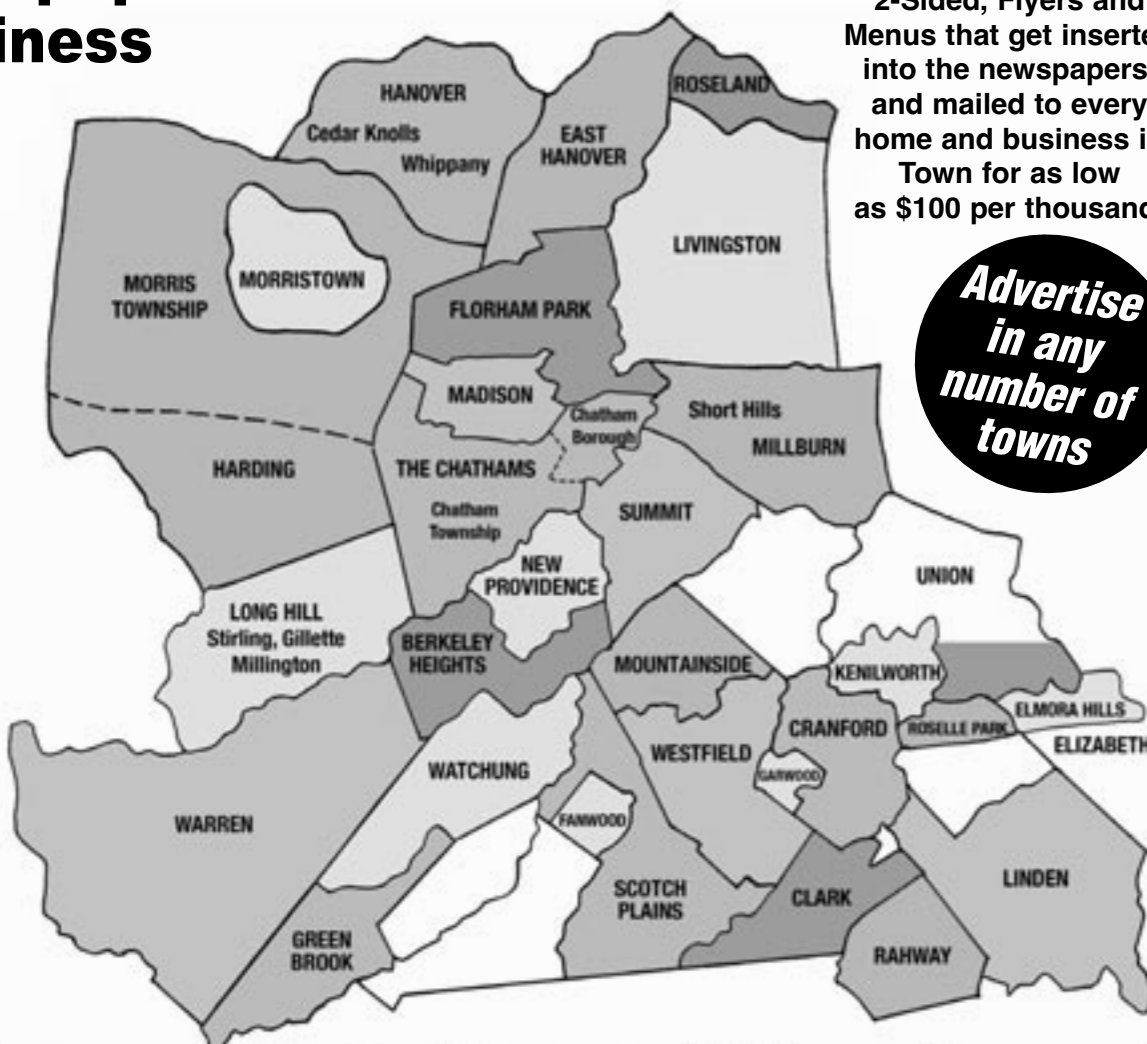 iness
2-Sided, Flyers and
Menus that get inserte
into the newspapers
and mailed to every
home and business i
Town for as low
as $100 per thousand
Advertise
in any
number of
towns
HANOVER
Cedar Knolls
Whippany
EAST
HANOVER
ROSELAND
LIVINGSTON
MORRIS
TOWNSHIP
MORRISTOWN
FLORHAM PARK
MADISON
Chatham
Borough
Short Hills
MILLBURN
HARDING
THE CHATHAMS
Chatham
Township
SUMMIT
NEW
PROVIDENCE
UNION
LONG HILL
Stirling, Gillette
Millington
BERKELEY
HEIGHTS
MOUNTAINSIDE
KENILWORTH
ELMORA HILLS
ELIZABETH
CRANFORD
ROSELLE PARK
WESTFIELD
GARWOOD
WATCHUNG
WARREN
FANWOOD
SCOTCH
PLAINS
CLARK
LINDEN
GREEN
BROOK
RAHWAY